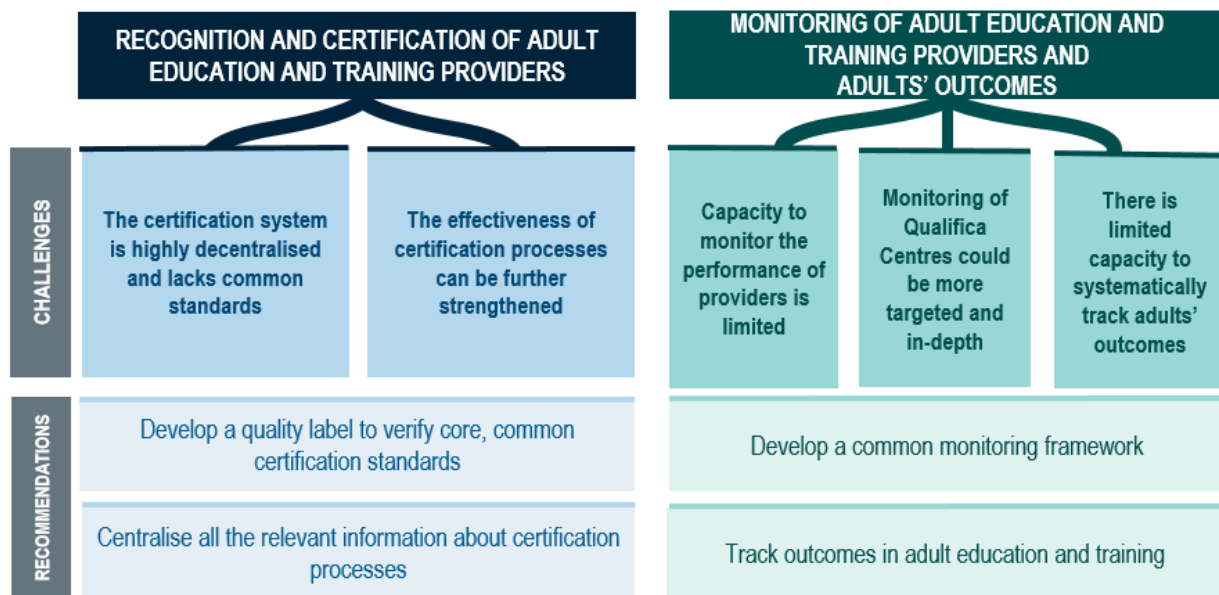 RECOGNITION AND CERTIFICATION OF ADULT
EDUCATION AND TRAINING PROVIDERS
MONITORING OF ADULT EDUCATION AND
TRAINING PROVIDERS AND
ADULTS' OUTCOMES
CHALLENGES
The certification system
is highly decentralised
and lacks common
standards
The effectiveness of
certification processes
can be further
strengthened
Capacity to
monitor the
performance of
providers is
limited
Monitoring of
Qualifica
Centres could
be more
targeted and
in-depth
There is
limited
capacity to
systematically
track adults'
outcomes
RECOMMENDATIONS
Develop a quality label to verify core, common
certification standards
Develop a common monitoring framework
Centralise all the relevant information about certification
processes
Track outcomes in adult education and training